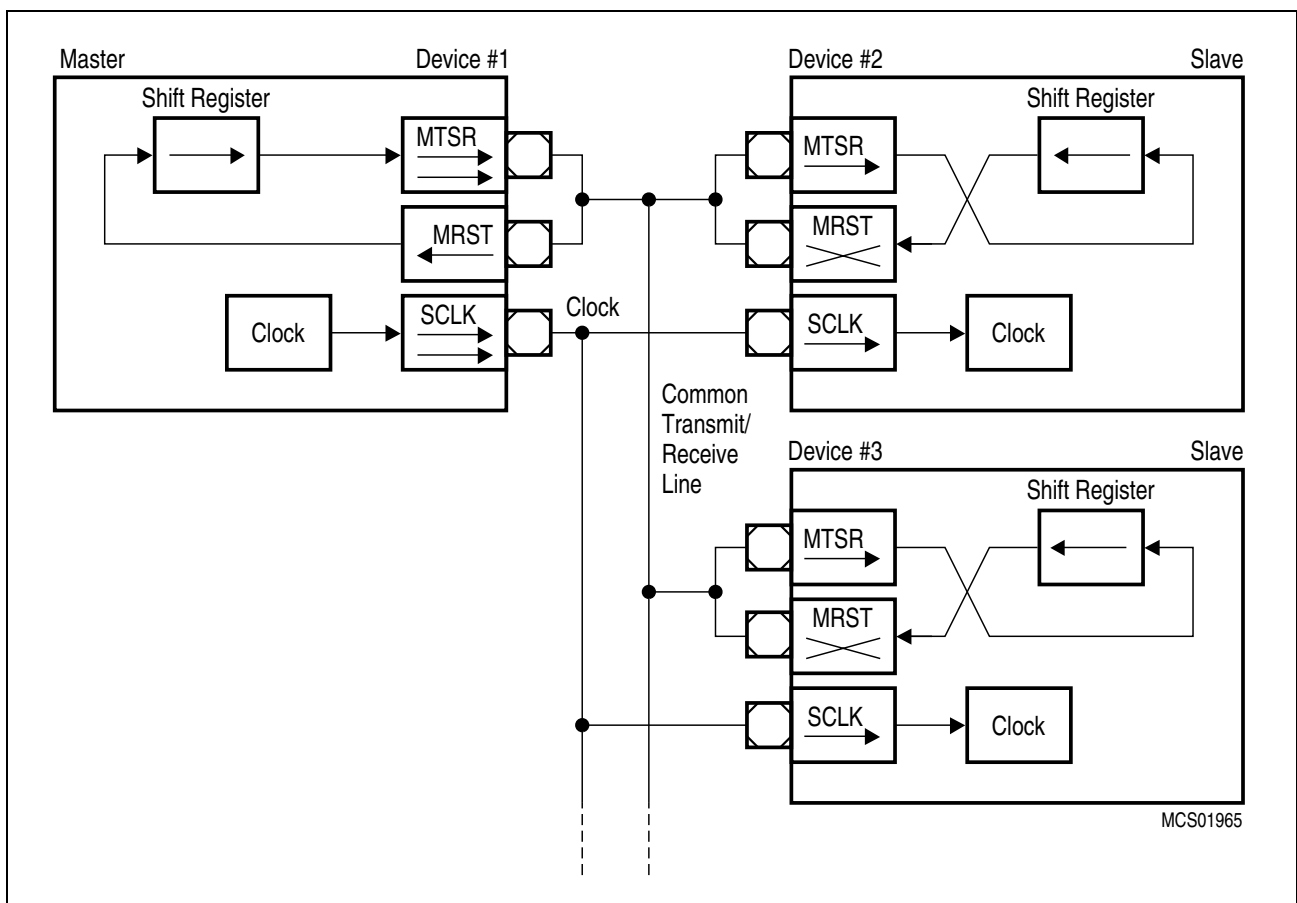 Master
Device #1
Shift Register
MTSR
MRST
Clock
SCLK
Clock
Common
Transmit/
Receive
Line
Device #2
Slave
Shift Register
MTSR
MRST
SCLK
Clock
Device #3
Slave
Shift Register
MTSR
MRST
SCLK
Clock
MCS01965